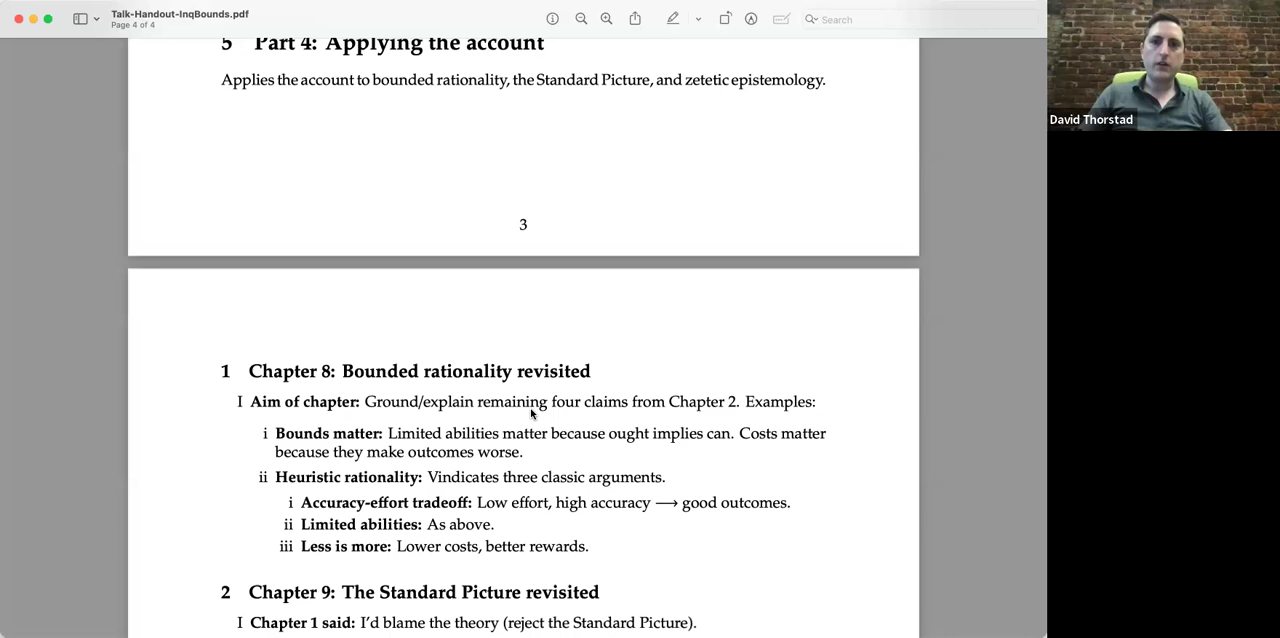 Talk-Handout-InqBounds.pdf
Page 4 of 4
Search
5 Part 4: Applying the account
Applies the account to bounded rationality, the Standard Picture, and zetetic epistemology.
3
1 Chapter 8: Bounded rationality revisited
I Aim of chapter: Ground/explain remaining four claims from Chapter 2. Examples:
i Bounds matter: Limited abilities matter because ought implies can. Costs matter
because they make outcomes worse.
ii Heuristic rationality: Vindicates three classic arguments.
i Accuracy-effort tradeoff: Low effort, high accuracy ⟶ good outcomes.
ii Limited abilities: As above.
iii Less is more: Lower costs, better rewards.
2 Chapter 9: The Standard Picture revisited
I Chapter 1 said: I'd blame the theory (reject the Standard Picture).
David Thorstad